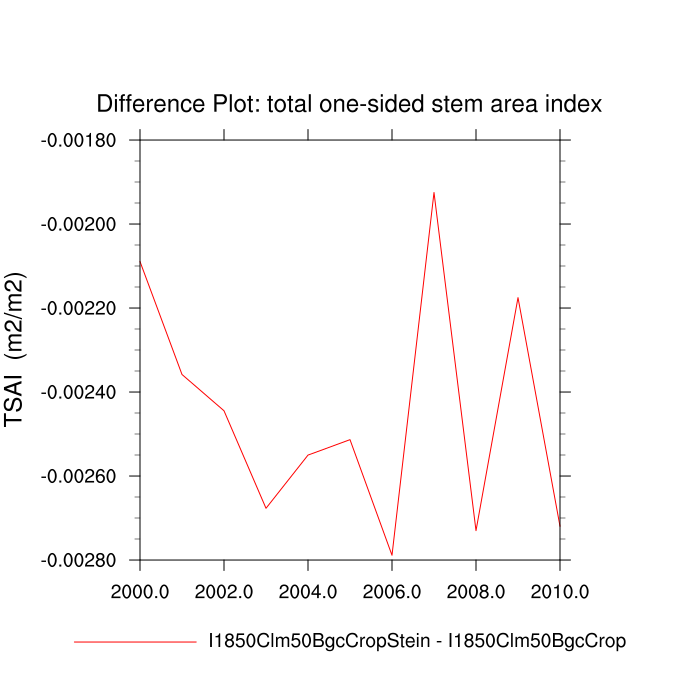 Difference Plot: total one-sided stem area index
-0.00180
-0.00200
-0.00220
-0.00240
-0.00260
-0.00280
TSAI (m2/m2)
2000.0 2002.0 2004.0 2006.0 2008.0 2010.0
I1850Clm50BgcCropStein - I1850Clm50BgcCrop